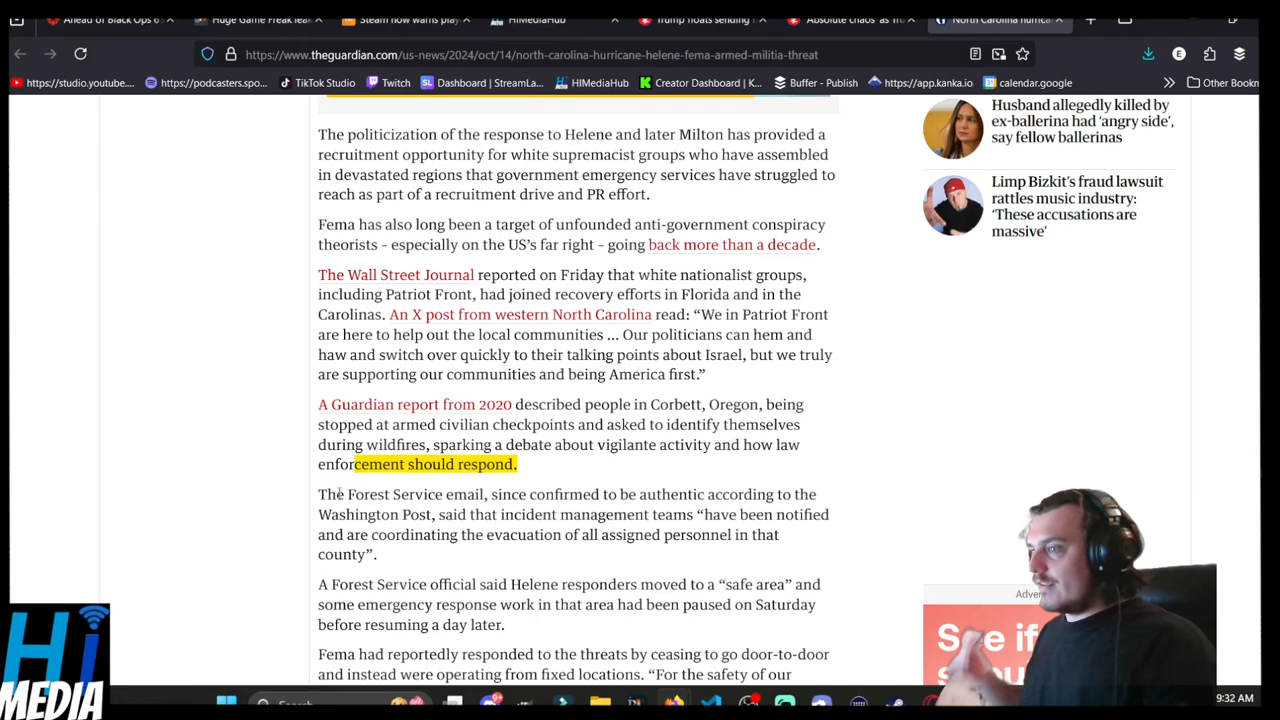 Ahead of Black Ops 6
Huge Game Freak leak
Steam now warns play
HiMediaHub
Trump floats sending
'Absolute chaos' as
North Carolina hurrica
https://www.theguardian.com/us-news/2024/oct/14/north-carolina-hurricane-helene-fema-armed-militia-threat
E
https://studio.youtube....
https://podcasters.spo...
TikTok Studio
Twitch
SL Dashboard | StreamLa...
HIMediaHub
Creator Dashboard | K...
Buffer - Publish
https://app.kanka.io
calendar.google
Other Bookm
The politicization of the response to Helene and later Milton has provided a
recruitment opportunity for white supremacist groups who have assembled
in devastated regions that government emergency services have struggled to
reach as part of a recruitment drive and PR effort.
Fema has also long been a target of unfounded anti-government conspiracy
theorists – especially on the US's far right – going back more than a decade.
The Wall Street Journal reported on Friday that white nationalist groups,
including Patriot Front, had joined recovery efforts in Florida and in the
Carolinas. An X post from western North Carolina read: “We in Patriot Front
are here to help out the local communities … Our politicians can hem and
haw and switch over quickly to their talking points about Israel, but we truly
are supporting our communities and being America first.”
A Guardian report from 2020 described people in Corbett, Oregon, being
stopped at armed civilian checkpoints and asked to identify themselves
during wildfires, sparking a debate about vigilante activity and how law
enforcement should respond.
The Forest Service email, since confirmed to be authentic according to the
Washington Post, said that incident management teams “have been notified
and are coordinating the evacuation of all assigned personnel in that
county”.
A Forest Service official said Helene responders moved to a “safe area” and
some emergency response work in that area had been paused on Saturday
before resuming a day later.
Fema had reportedly responded to the threats by ceasing to go door-to-door
and instead were operating from fixed locations. “For the safety of our
Husband allegedly killed by
ex-ballerina had ‘angry side’,
say fellow ballerinas
Limp Bizkit’s fraud lawsuit
rattles music industry:
‘These accusations are
massive’
Adver
See if
Hi
MEDIA
Search
9:32 AM